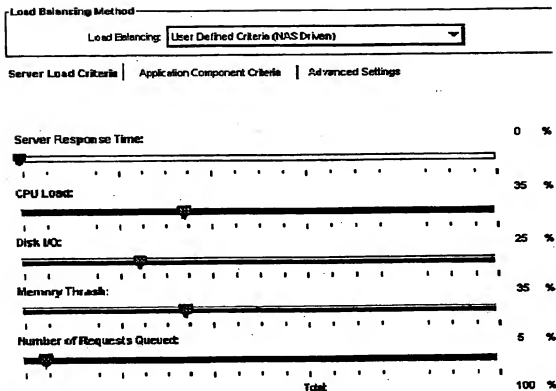 Load Balancing Method
Load Balancing: User Defined Criteria (NAS Driven)
Server Load Criteria | Application Component Criteria | Advanced Settings
Server Response Time: 0 %
CPU Load: 35 %
Disk I/O: 25 %
Memory Thrash: 35 %
Number of Requests Queued: 5 %
Total: 100 %